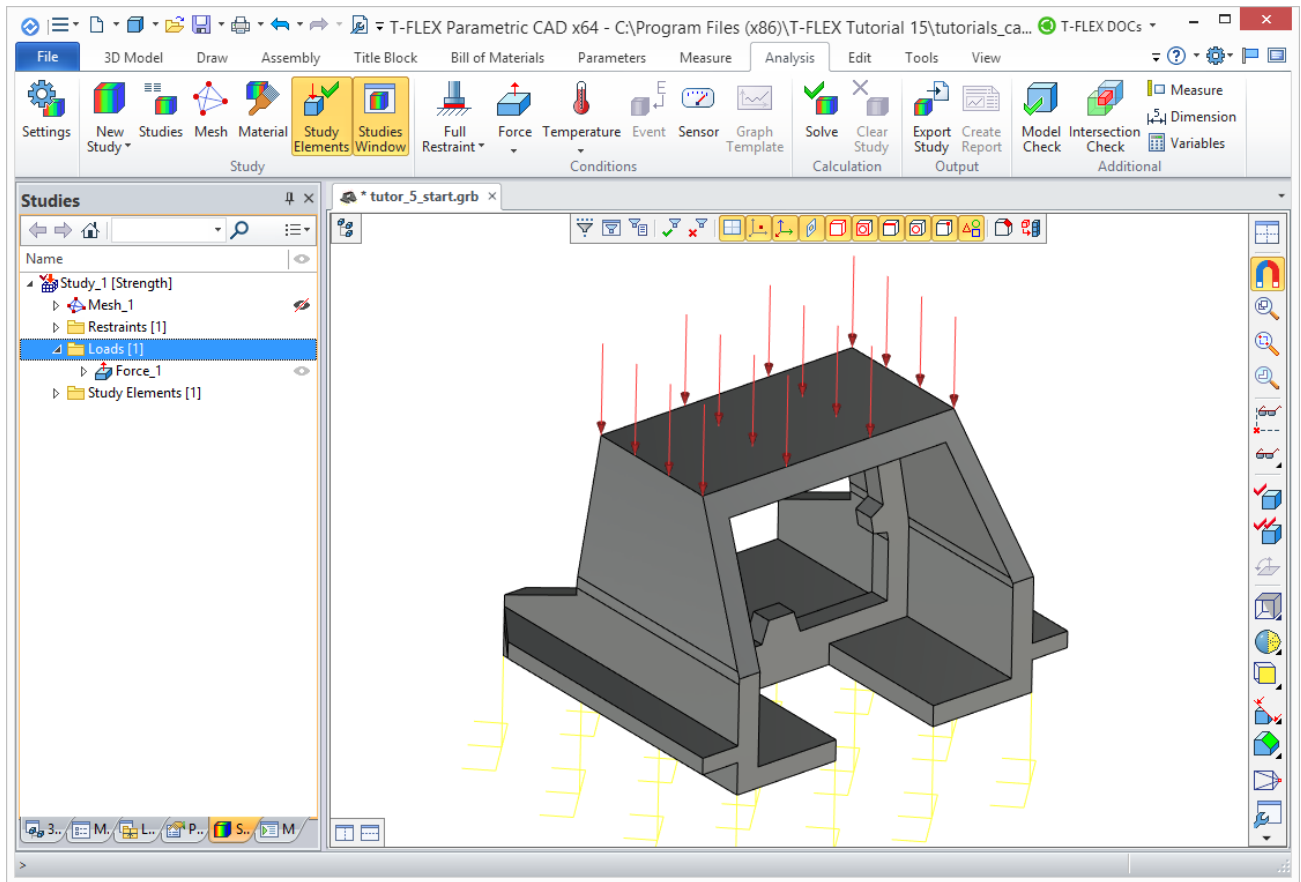 T-FLEX Parametric CAD x64 - C:\Program Files (x86)\T-FLEX Tutorial 15\tutorials_ca... T-FLEX DOCs
File 3D Model Draw Assembly Title Block Bill of Materials Parameters Measure Analysis Edit Tools View
Settings
New Study
Studies
Mesh
Material
Study Elements
Studies Window
Full Restraint
Force
Temperature
Event
Sensor
Graph Template
Solve
Clear Study
Export Study
Create Report
Model Check
Intersection Check
Measure
Dimension
Variables
Study Conditions Calculation Output Additional
Studies
* tutor_5_start.grb
Name
Study_1 [Strength]
Mesh_1
Restraints [1]
Loads [1]
Force_1
Study Elements [1]
3.. M. L.. P.. S.. M
>